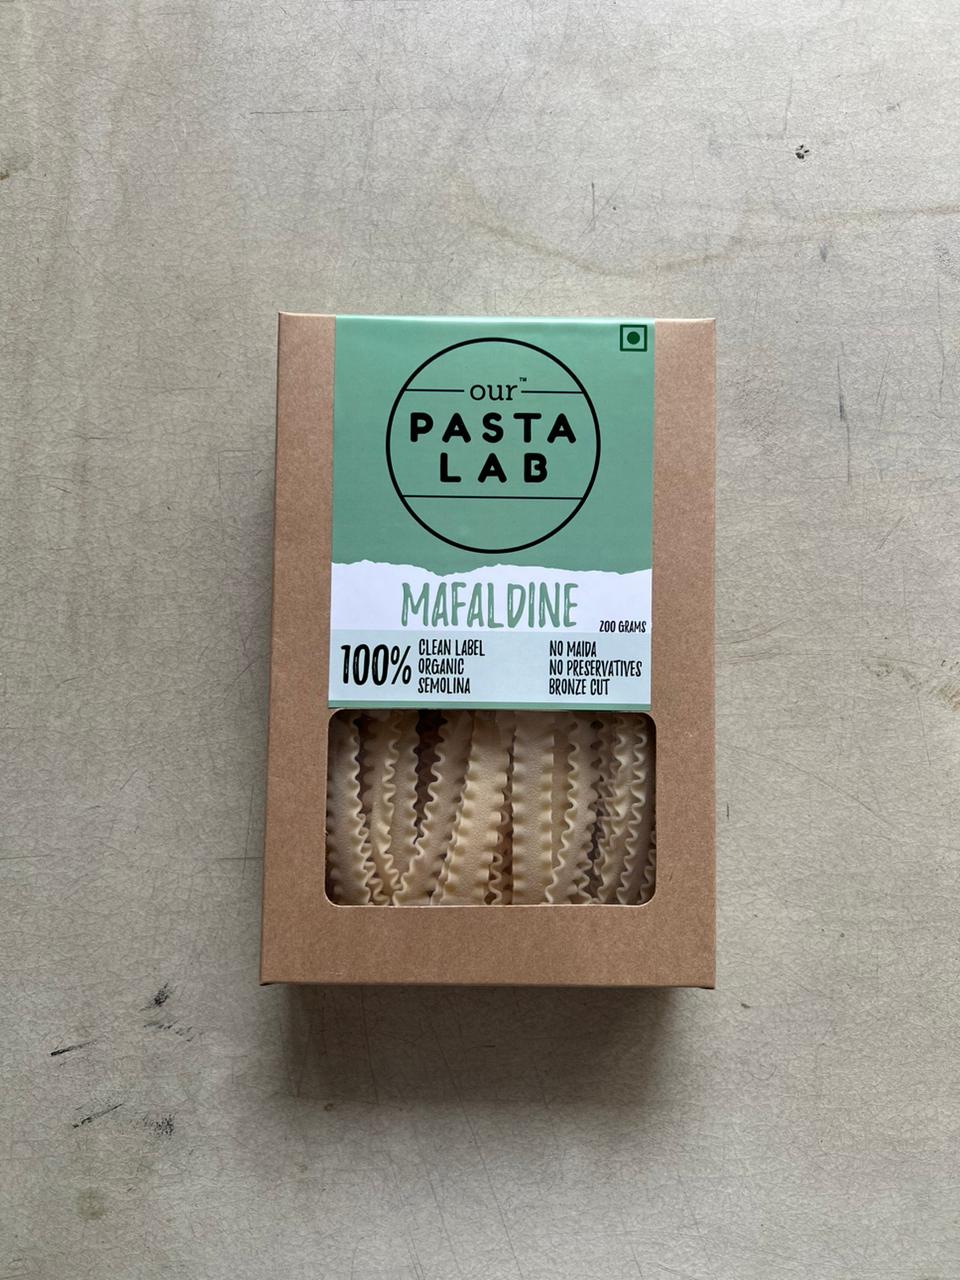 our™
PASTA
LAB
MAFALDINE
200 GRAMS
100%
CLEAN LABEL
ORGANIC
SEMOLINA
NO MAIDA
NO PRESERVATIVES
BRONZE CUT